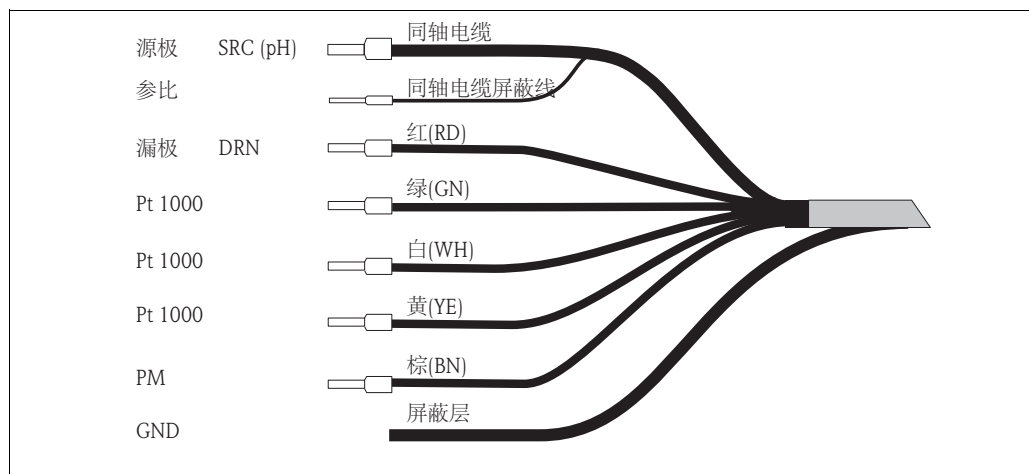 源极 SRC (pH) 同轴电缆
参比 同轴电缆屏蔽线
漏极 DRN 红(RD)
Pt 1000 绿(GN)
Pt 1000 白(WH)
Pt 1000 黄(YE)
PM 棕(BN)
GND 屏蔽层